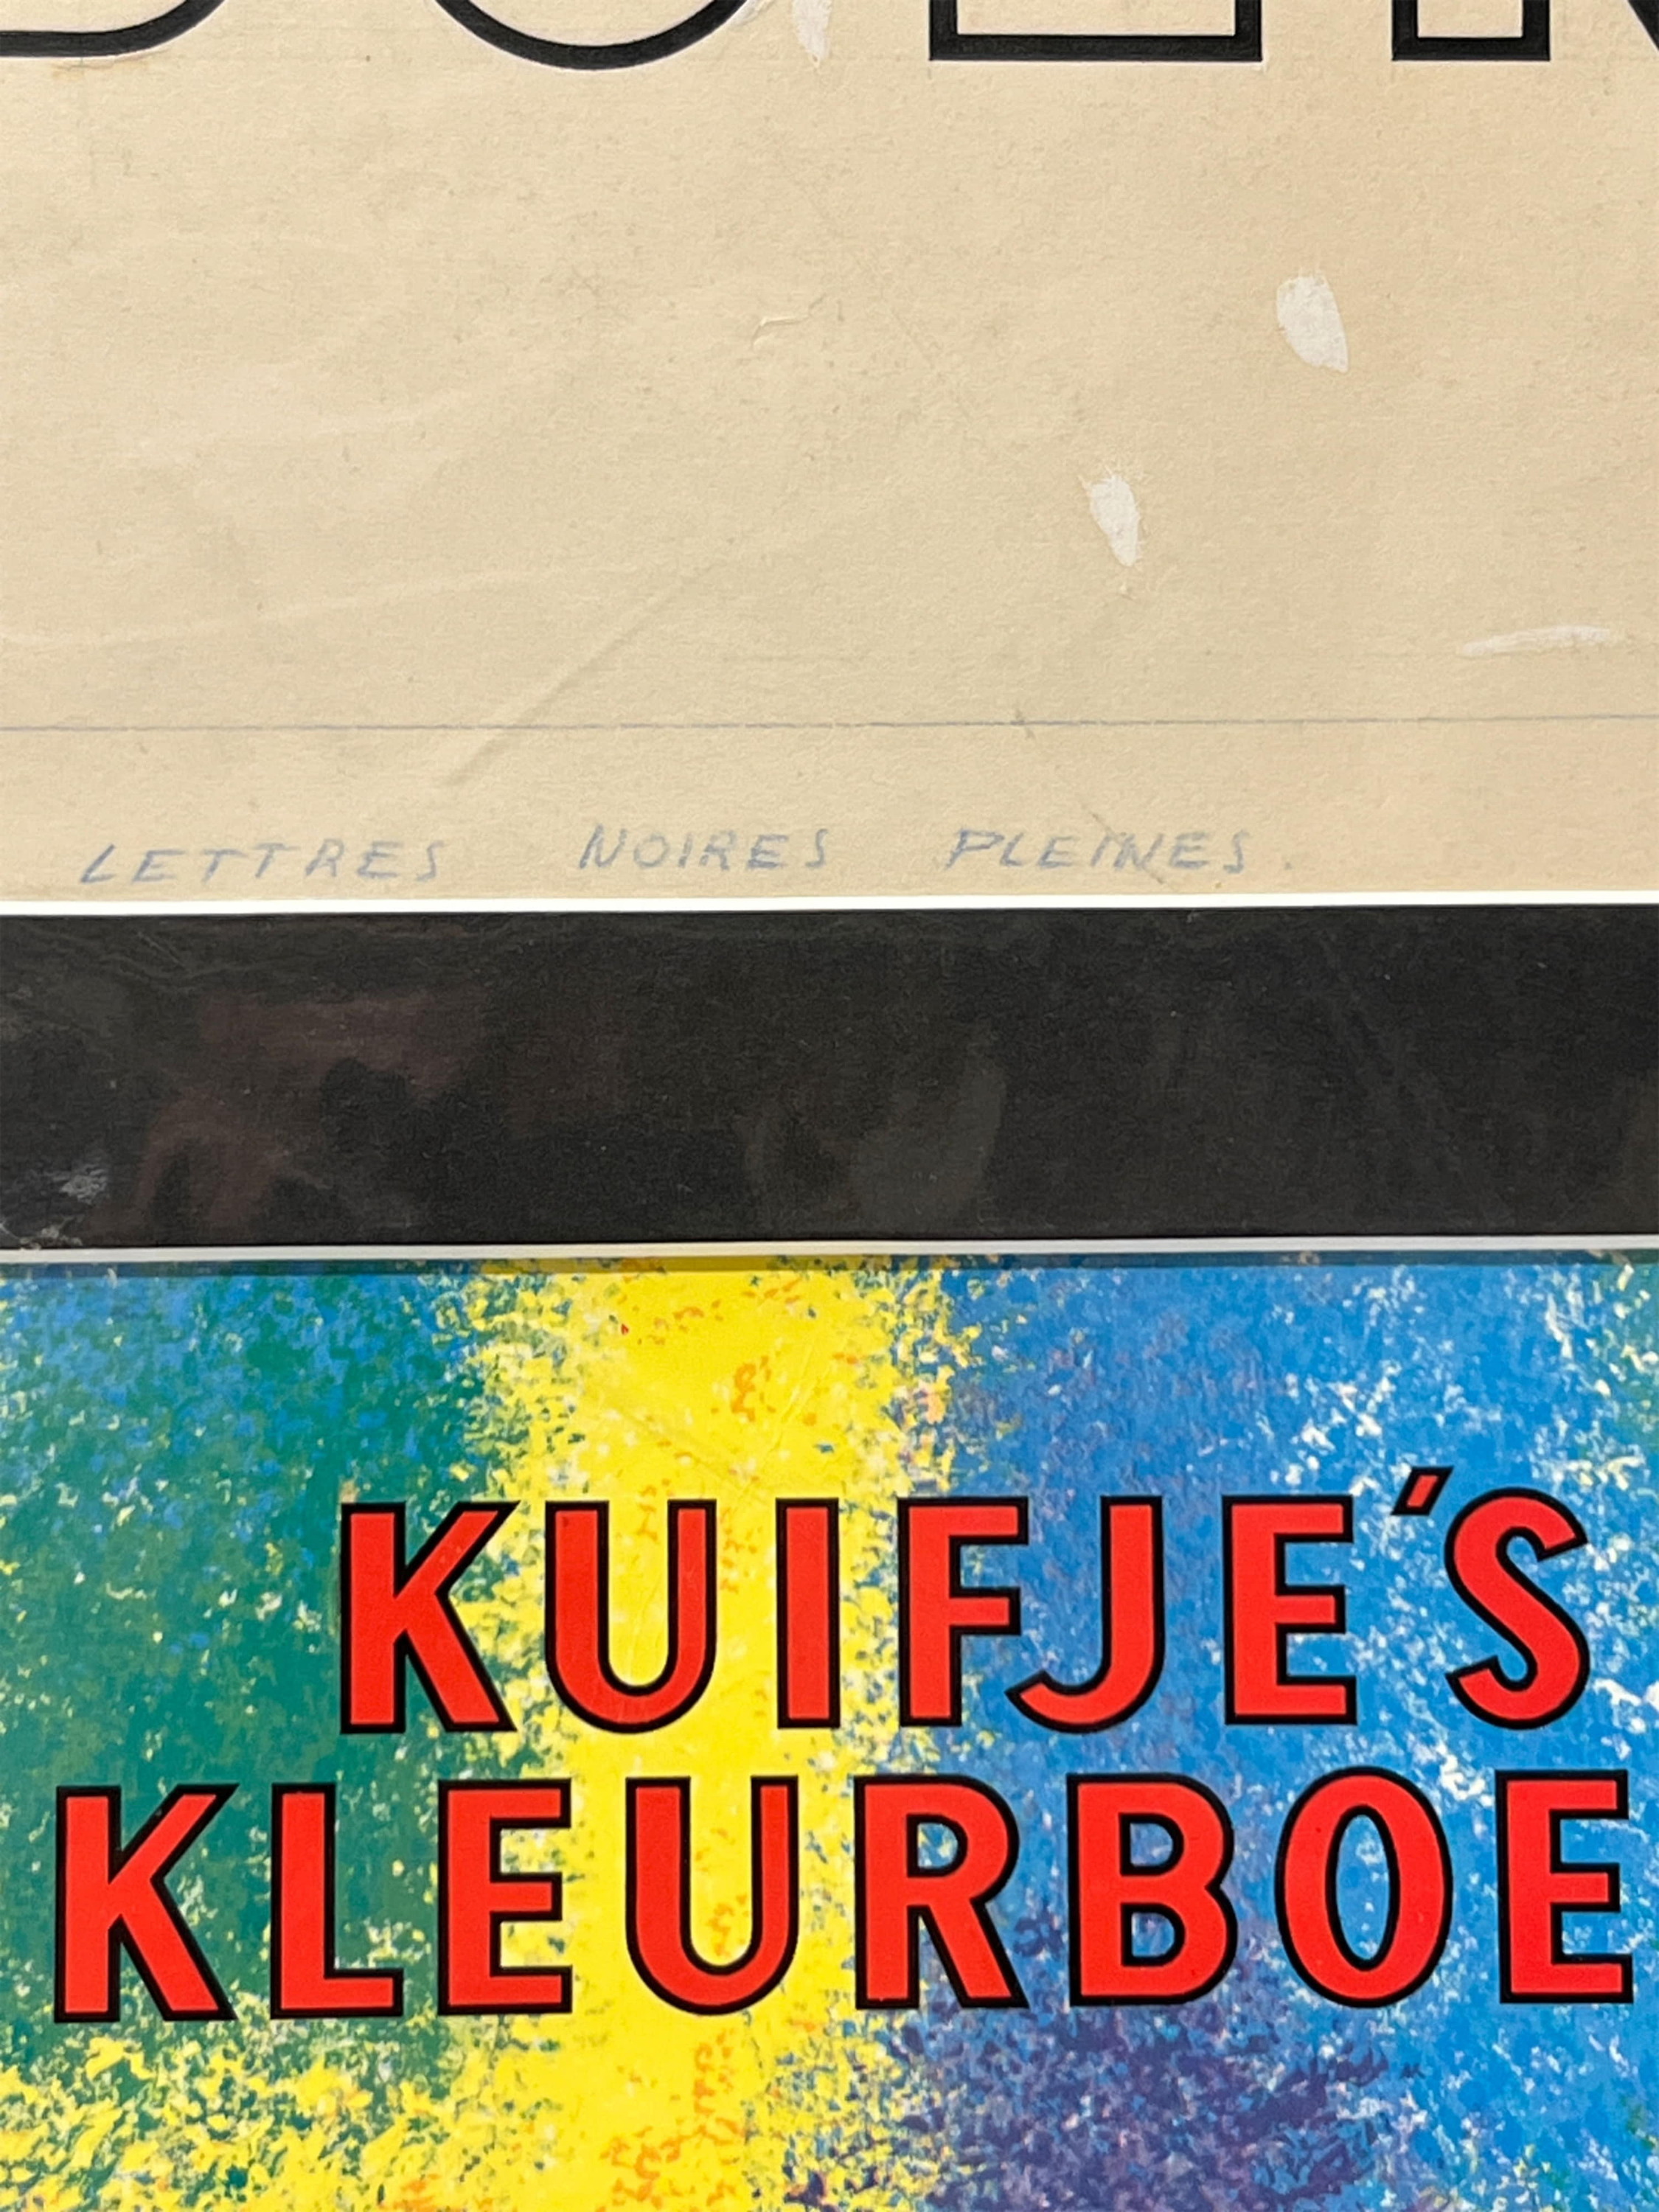 LETTRES NOIRES PLEINES.
KUIFJE'S
KLEURBOE